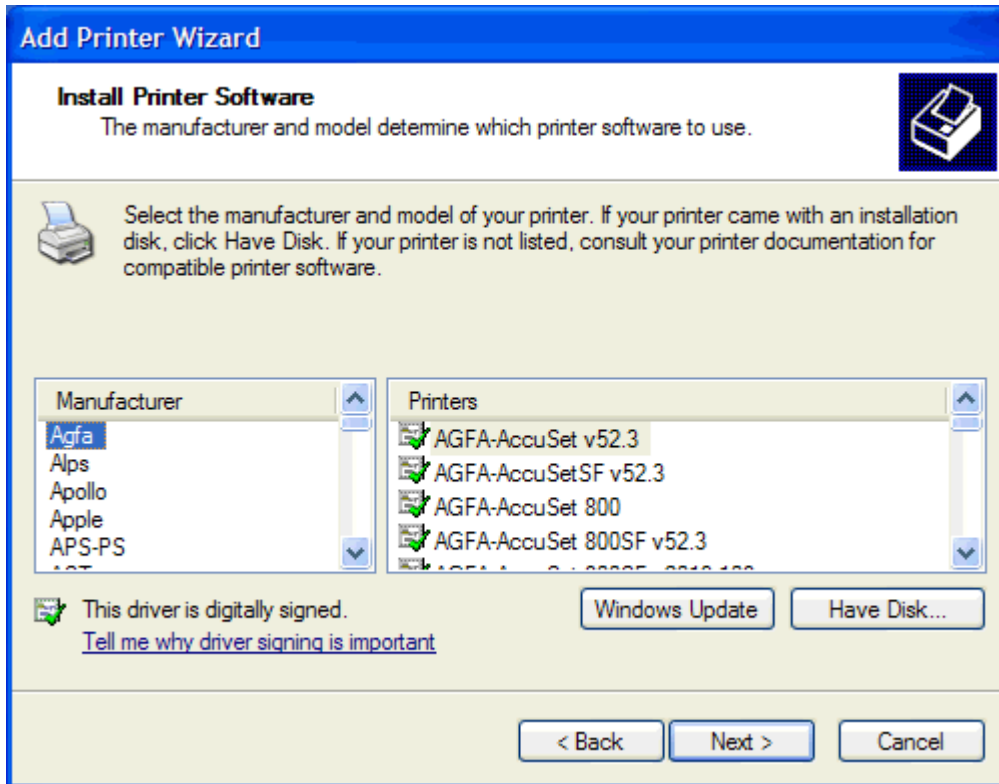 Add Printer Wizard
Install Printer Software
The manufacturer and model determine which printer software to use.
Select the manufacturer and model of your printer. If your printer came with an installation
disk, click Have Disk. If your printer is not listed, consult your printer documentation for
compatible printer software.
Manufacturer
Agfa
Alps
Apollo
Apple
APS-PS
Printers
AGFA-AccuSet v52.3
AGFA-AccuSetSF v52.3
AGFA-AccuSet 800
AGFA-AccuSet 800SF v52.3
This driver is digitally signed.
Tell me why driver signing is important
Windows Update
Have Disk...
< Back
Next >
Cancel